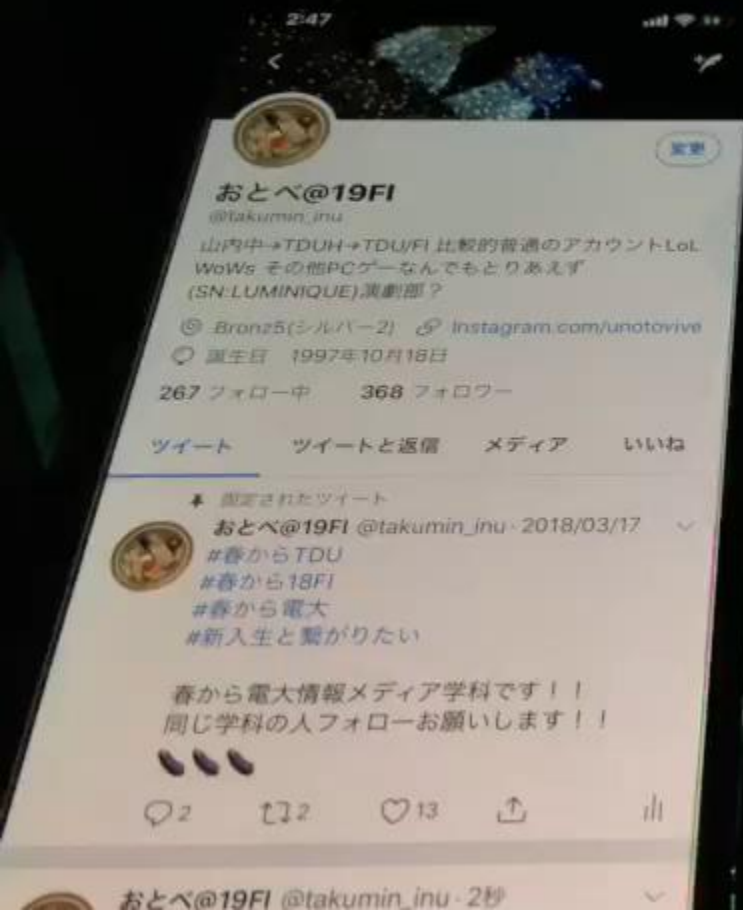 2:47
変更
おとべ@19FI
@takumin_inu
山内中→TDUH→TDU/FI 比較的普通のアカウントLoL
WoWs その他PCゲーなんでもとりあえず
(SN:LUMINIQUE)演劇部？
Bronz5(シルバー2) Instagram.com/unotovive
誕生日 1997年10月18日
267 フォロー中 368 フォロワー
ツイート ツイートと返信 メディア いいね
固定されたツイート
おとべ@19FI @takumin_inu · 2018/03/17
#春からTDU
#春から18FI
#春から電大
#新入生と繋がりたい
春から電大情報メディア学科です！！
同じ学科の人フォローお願いします！！
🍆🍆🍆
2 2 13
おとべ@19FI @takumin_inu · 2秒